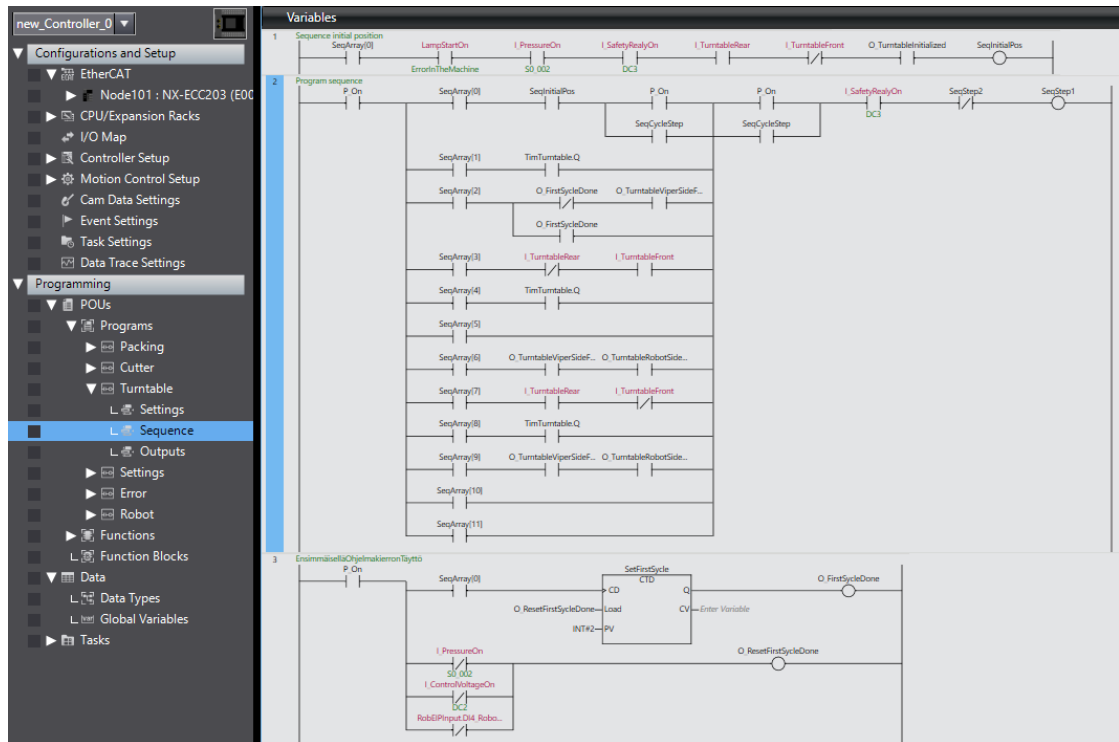 new_Controller_0
Configurations and Setup
EtherCAT
Node101 : NX-ECC203 (E00
CPU/Expansion Racks
I/O Map
Controller Setup
Motion Control Setup
Cam Data Settings
Event Settings
Task Settings
Data Trace Settings
Programming
POUs
Programs
Packing
Cutter
Turntable
Settings
Sequence
Outputs
Settings
Error
Robot
Functions
Function Blocks
Data
Data Types
Global Variables
Tasks
Variables
1 Sequence initial position
SeqArray[0] LampStartOn I_PressureOn I_SafetyRealyOn I_TurntableRear I_TurntableFront O_TurntableInitialized SeqInitialPos
ErrorInTheMachine S0_002 DC3
2 Program sequence
P_On SeqArray[0] SeqInitialPos P_On P_On I_SafetyRealyOn SeqStep2 SeqStep1
DC3
SeqCycleStep SeqCycleStep
SeqArray[1] TimTurntable.Q
SeqArray[2] O_FirstSycleDone O_TurntableViperSideF...
O_FirstSycleDone
SeqArray[3] I_TurntableRear I_TurntableFront
SeqArray[4] TimTurntable.Q
SeqArray[5]
SeqArray[6] O_TurntableViperSideF... O_TurntableRobotSide...
SeqArray[7] I_TurntableRear I_TurntableFront
SeqArray[8] TimTurntable.Q
SeqArray[9] O_TurntableViperSideF... O_TurntableRobotSide...
SeqArray[10]
SeqArray[11]
3 EnsimmäiselläOhjelmakierronTäyttö
P_On SeqArray[0] SetFirstSycle O_FirstSycleDone
CTD
CD Q
O_ResetFirstSycleDone Load CV Enter Variable
INT#2 PV
I_PressureOn O_ResetFirstSycleDone
S0_002
I_ControlVoltageOn
DC2
RobEIPInput.DI4_Robo...